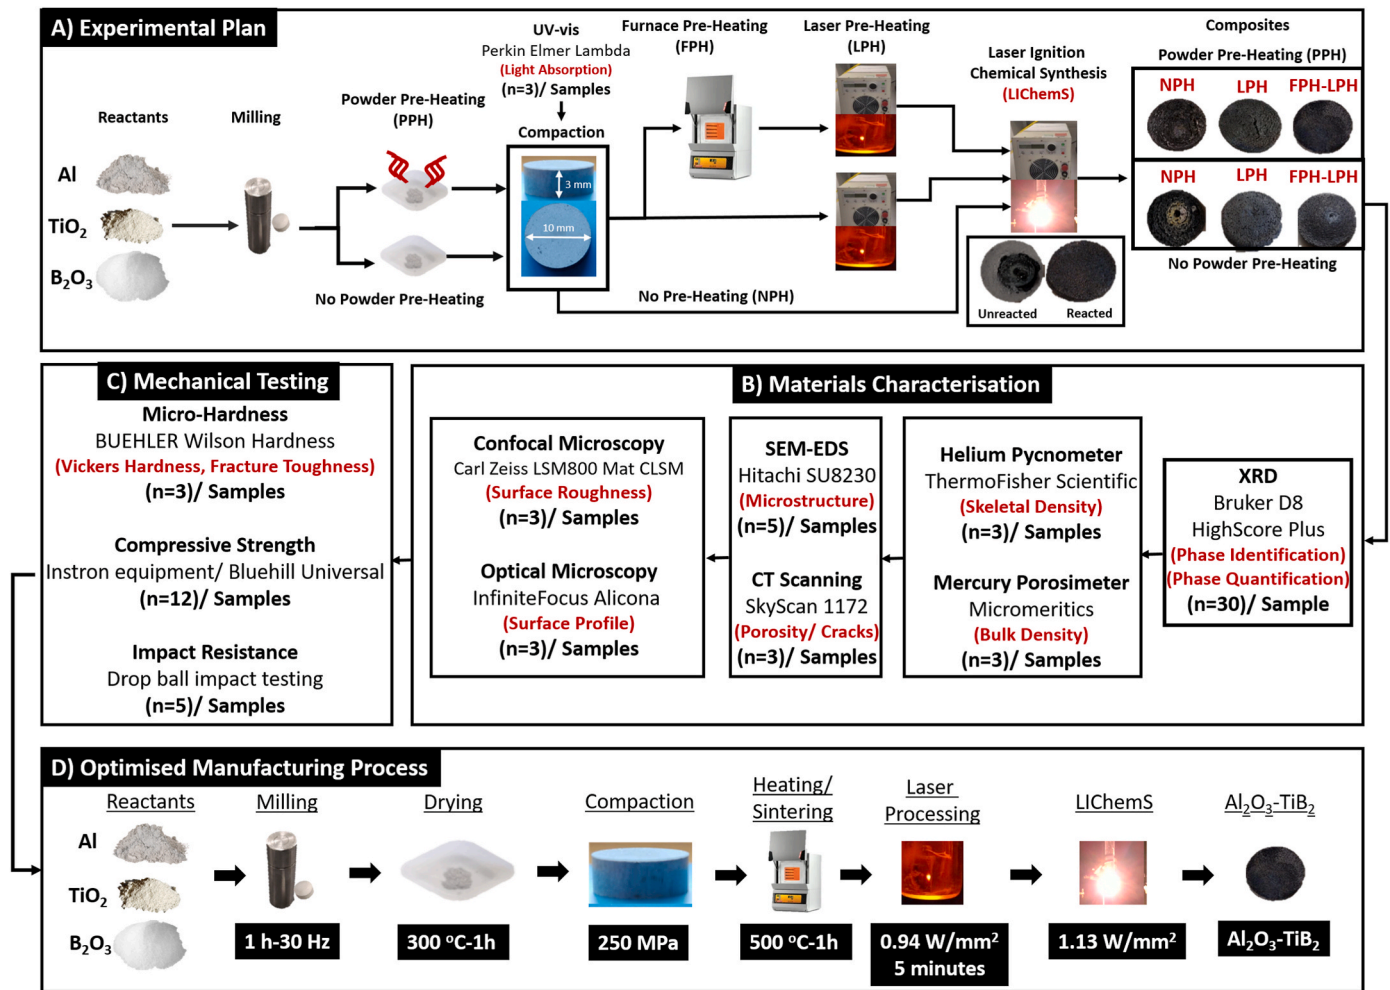 A) Experimental Plan
Reactants
Al
TiO₂
B₂O₃
Milling
Powder Pre-Heating
(PPH)
No Powder Pre-Heating
UV-vis
Perkin Elmer Lambda
(Light Absorption)
(n=3)/ Samples
Compaction
3 mm
10 mm
Furnace Pre-Heating
(FPH)
Laser Pre-Heating
(LPH)
No Pre-Heating (NPH)
Laser Ignition
Chemical Synthesis
(LIChemS)
Unreacted
Reacted
Composites
Powder Pre-Heating (PPH)
NPH
LPH
FPH-LPH
NPH
LPH
FPH-LPH
No Powder Pre-Heating
C) Mechanical Testing
Micro-Hardness
BUEHLER Wilson Hardness
(Vickers Hardness, Fracture Toughness)
(n=3)/ Samples
Compressive Strength
Instron equipment/ Bluehill Universal
(n=12)/ Samples
Impact Resistance
Drop ball impact testing
(n=5)/ Samples
B) Materials Characterisation
Confocal Microscopy
Carl Zeiss LSM800 Mat CLSM
(Surface Roughness)
(n=3)/ Samples
Optical Microscopy
InfiniteFocus Alicona
(Surface Profile)
(n=3)/ Samples
SEM-EDS
Hitachi SU8230
(Microstructure)
(n=5)/ Samples
CT Scanning
SkyScan 1172
(Porosity/ Cracks)
(n=3)/ Samples
Helium Pycnometer
ThermoFisher Scientific
(Skeletal Density)
(n=3)/ Samples
Mercury Porosimeter
Micromeritics
(Bulk Density)
(n=3)/ Samples
XRD
Bruker D8
HighScore Plus
(Phase Identification)
(Phase Quantification)
(n=30)/ Sample
D) Optimised Manufacturing Process
Reactants
Al
TiO₂
B₂O₃
Milling
1 h-30 Hz
Drying
300 °C-1h
Compaction
250 MPa
Heating/
Sintering
500 °C-1h
Laser
Processing
0.94 W/mm²
5 minutes
LIChemS
1.13 W/mm²
Al₂O₃-TiB₂
Al₂O₃-TiB₂